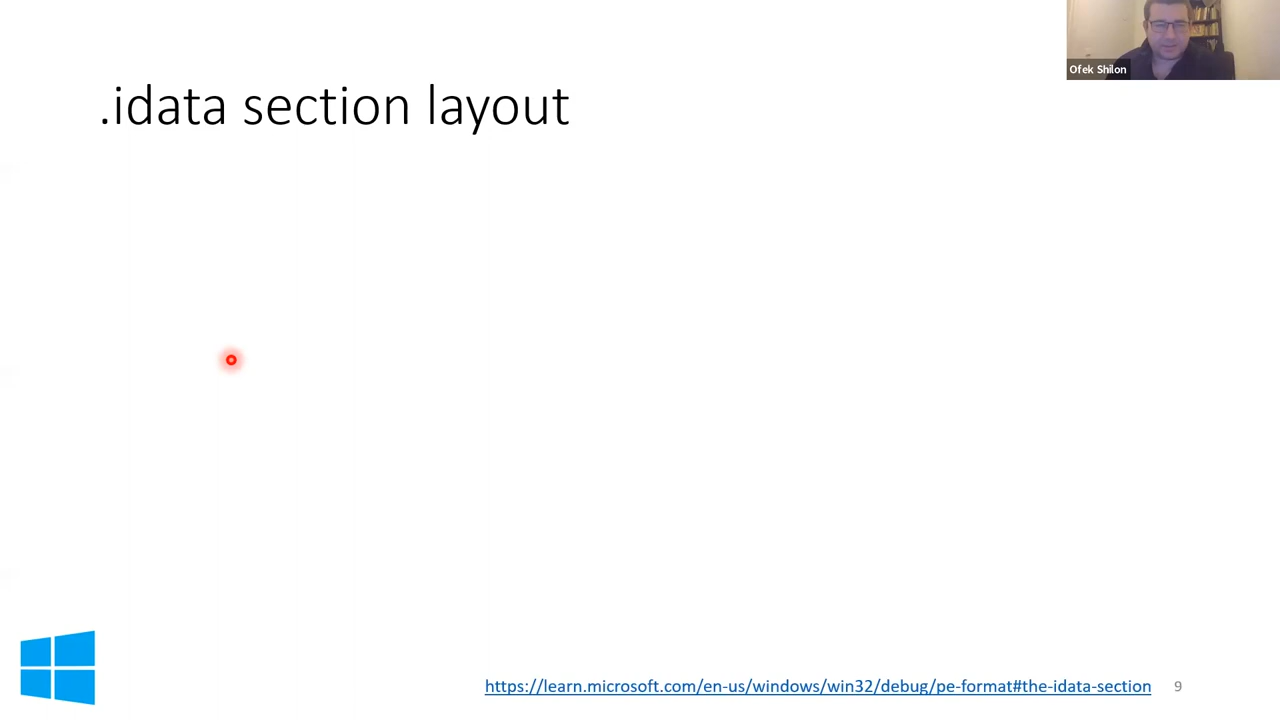 Ofek Shilon
.idata section layout
https://learn.microsoft.com/en-us/windows/win32/debug/pe-format#the-idata-section
9